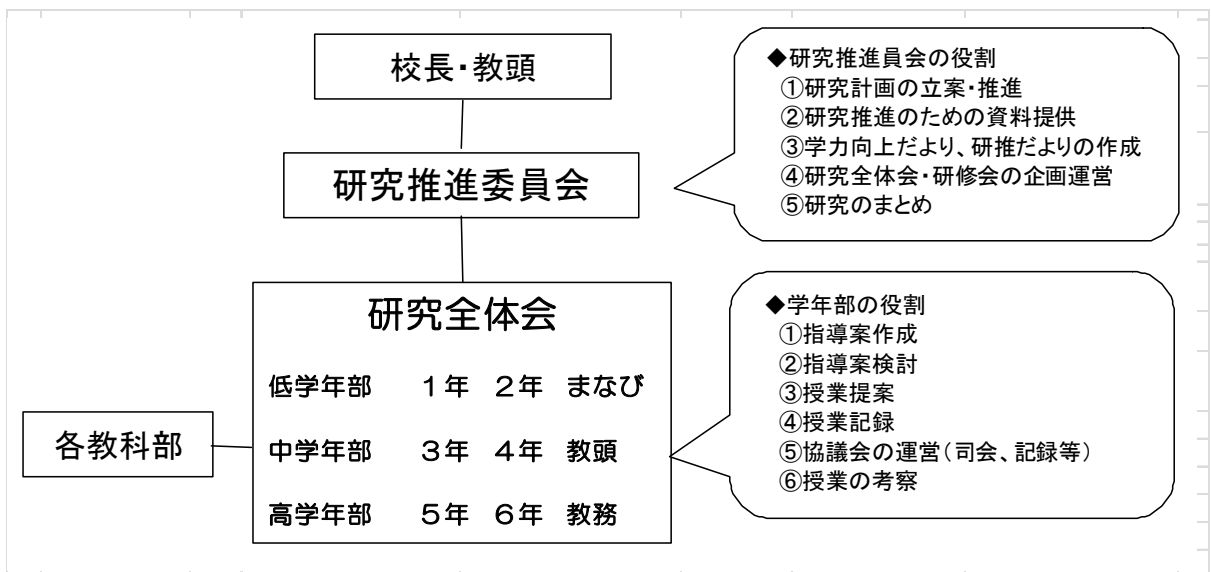 校長・教頭
◆研究推進員会の役割
①研究計画の立案・推進
②研究推進のための資料提供
③学力向上だより、研推だよりの作成
④研究全体会・研修会の企画運営
⑤研究のまとめ
研究推進委員会
研究全体会
低学年部 1年 2年 まなび
中学年部 3年 4年 教頭
高学年部 5年 6年 教務
各教科部
◆学年部の役割
①指導案作成
②指導案検討
③授業提案
④授業記録
⑤協議会の運営(司会、記録等)
⑥授業の考察